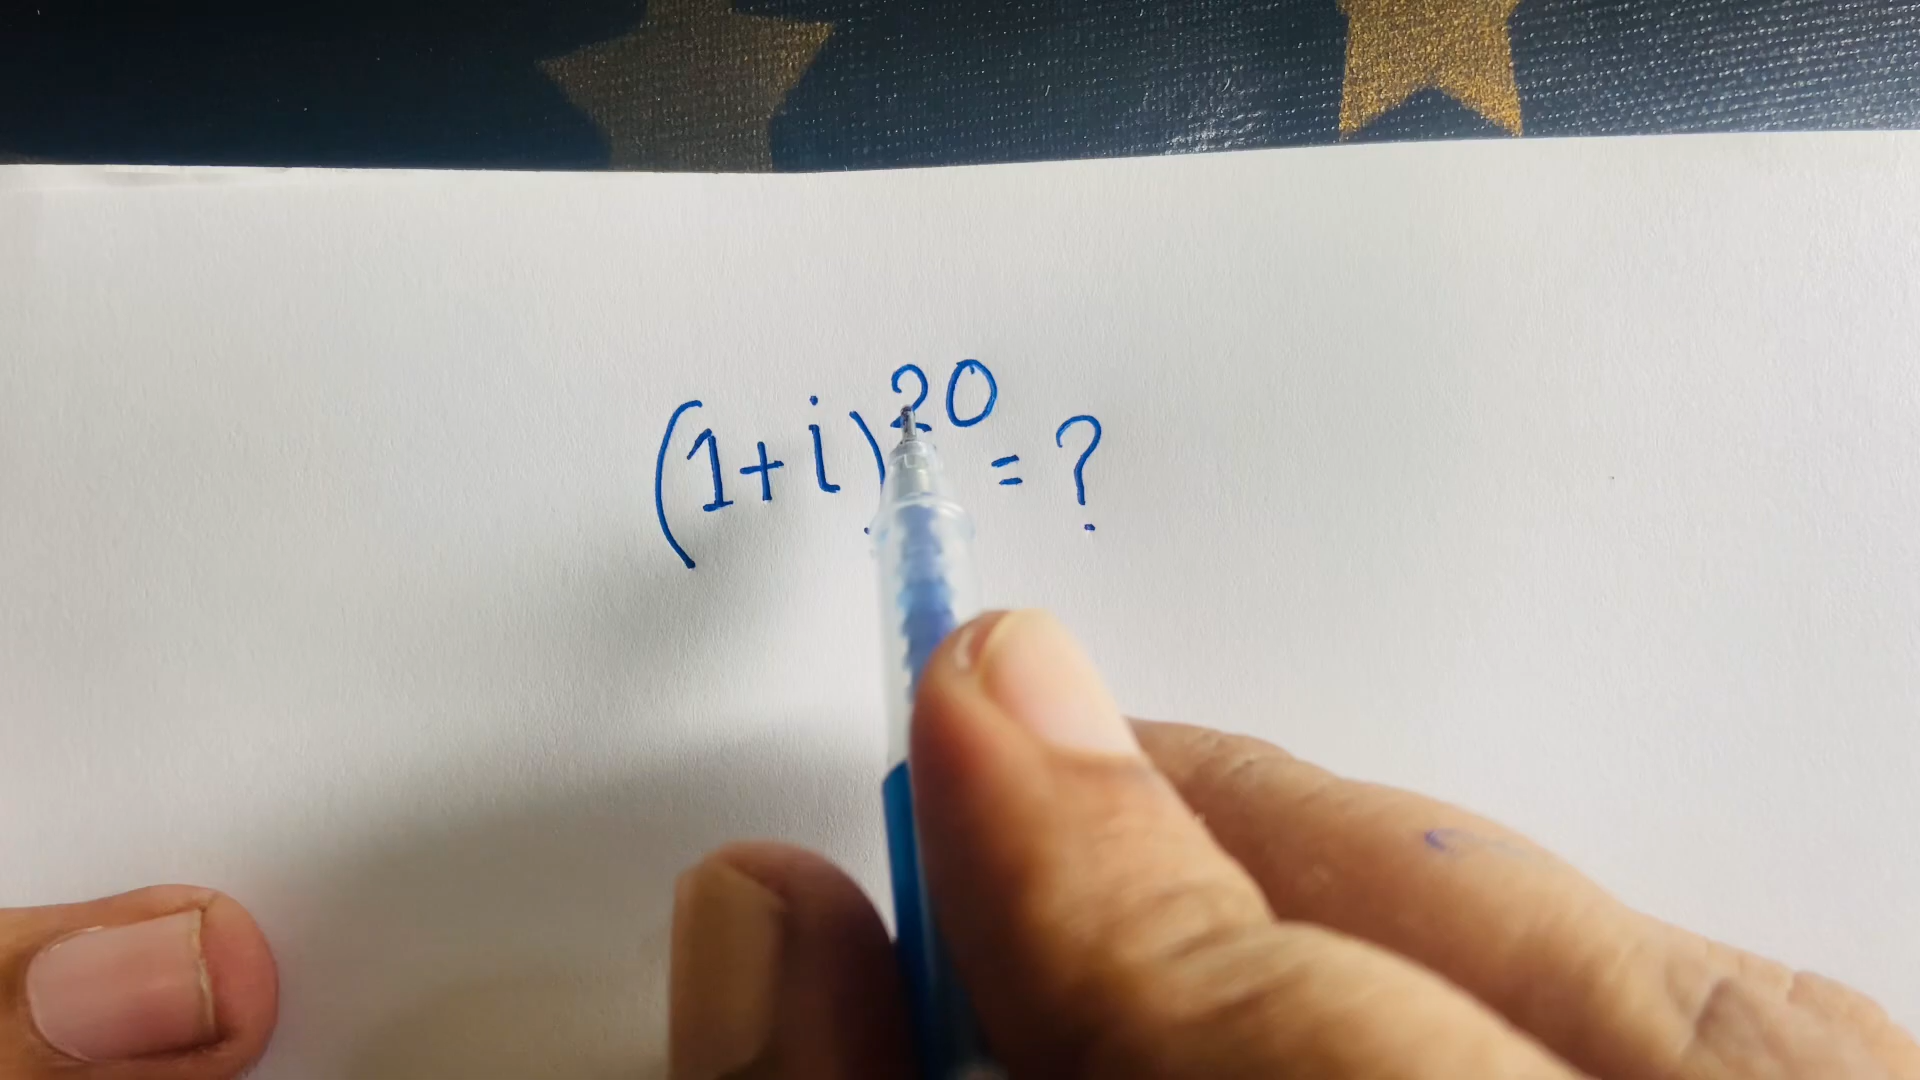 (1+i)²⁰ = ?